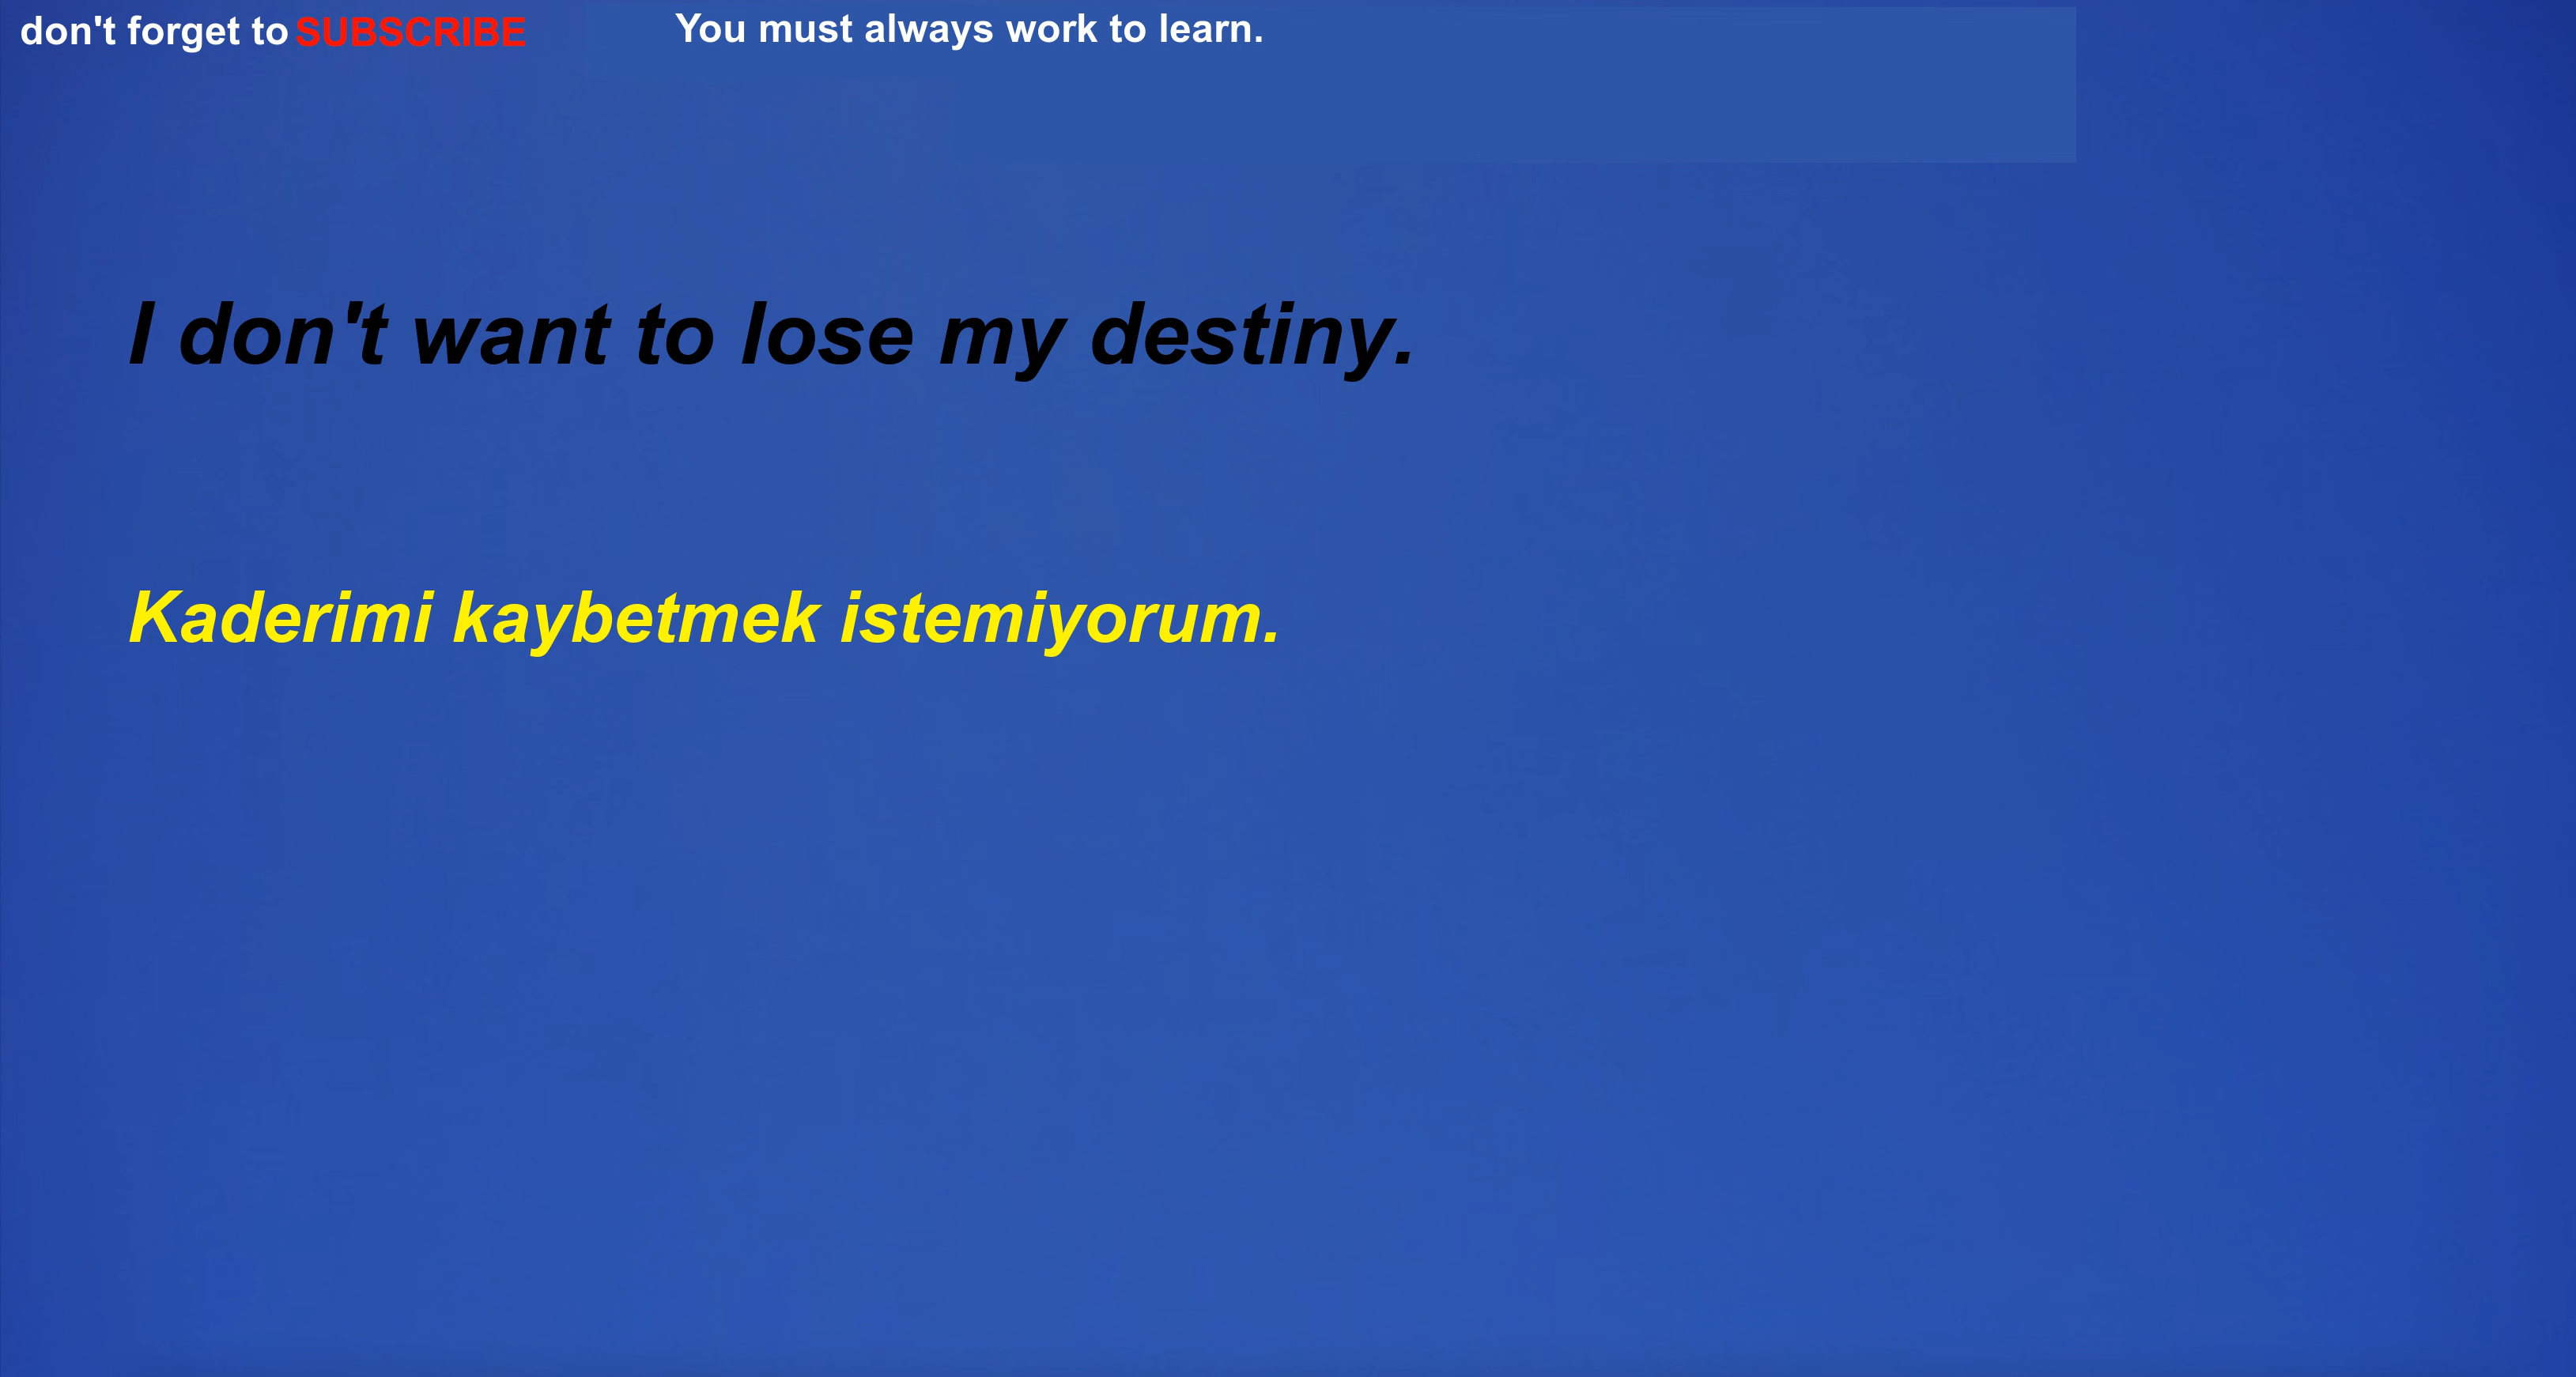 don't forget to SUBSCRIBE
You must always work to learn.
I don't want to lose my destiny.
Kaderimi kaybetmek istemiyorum.